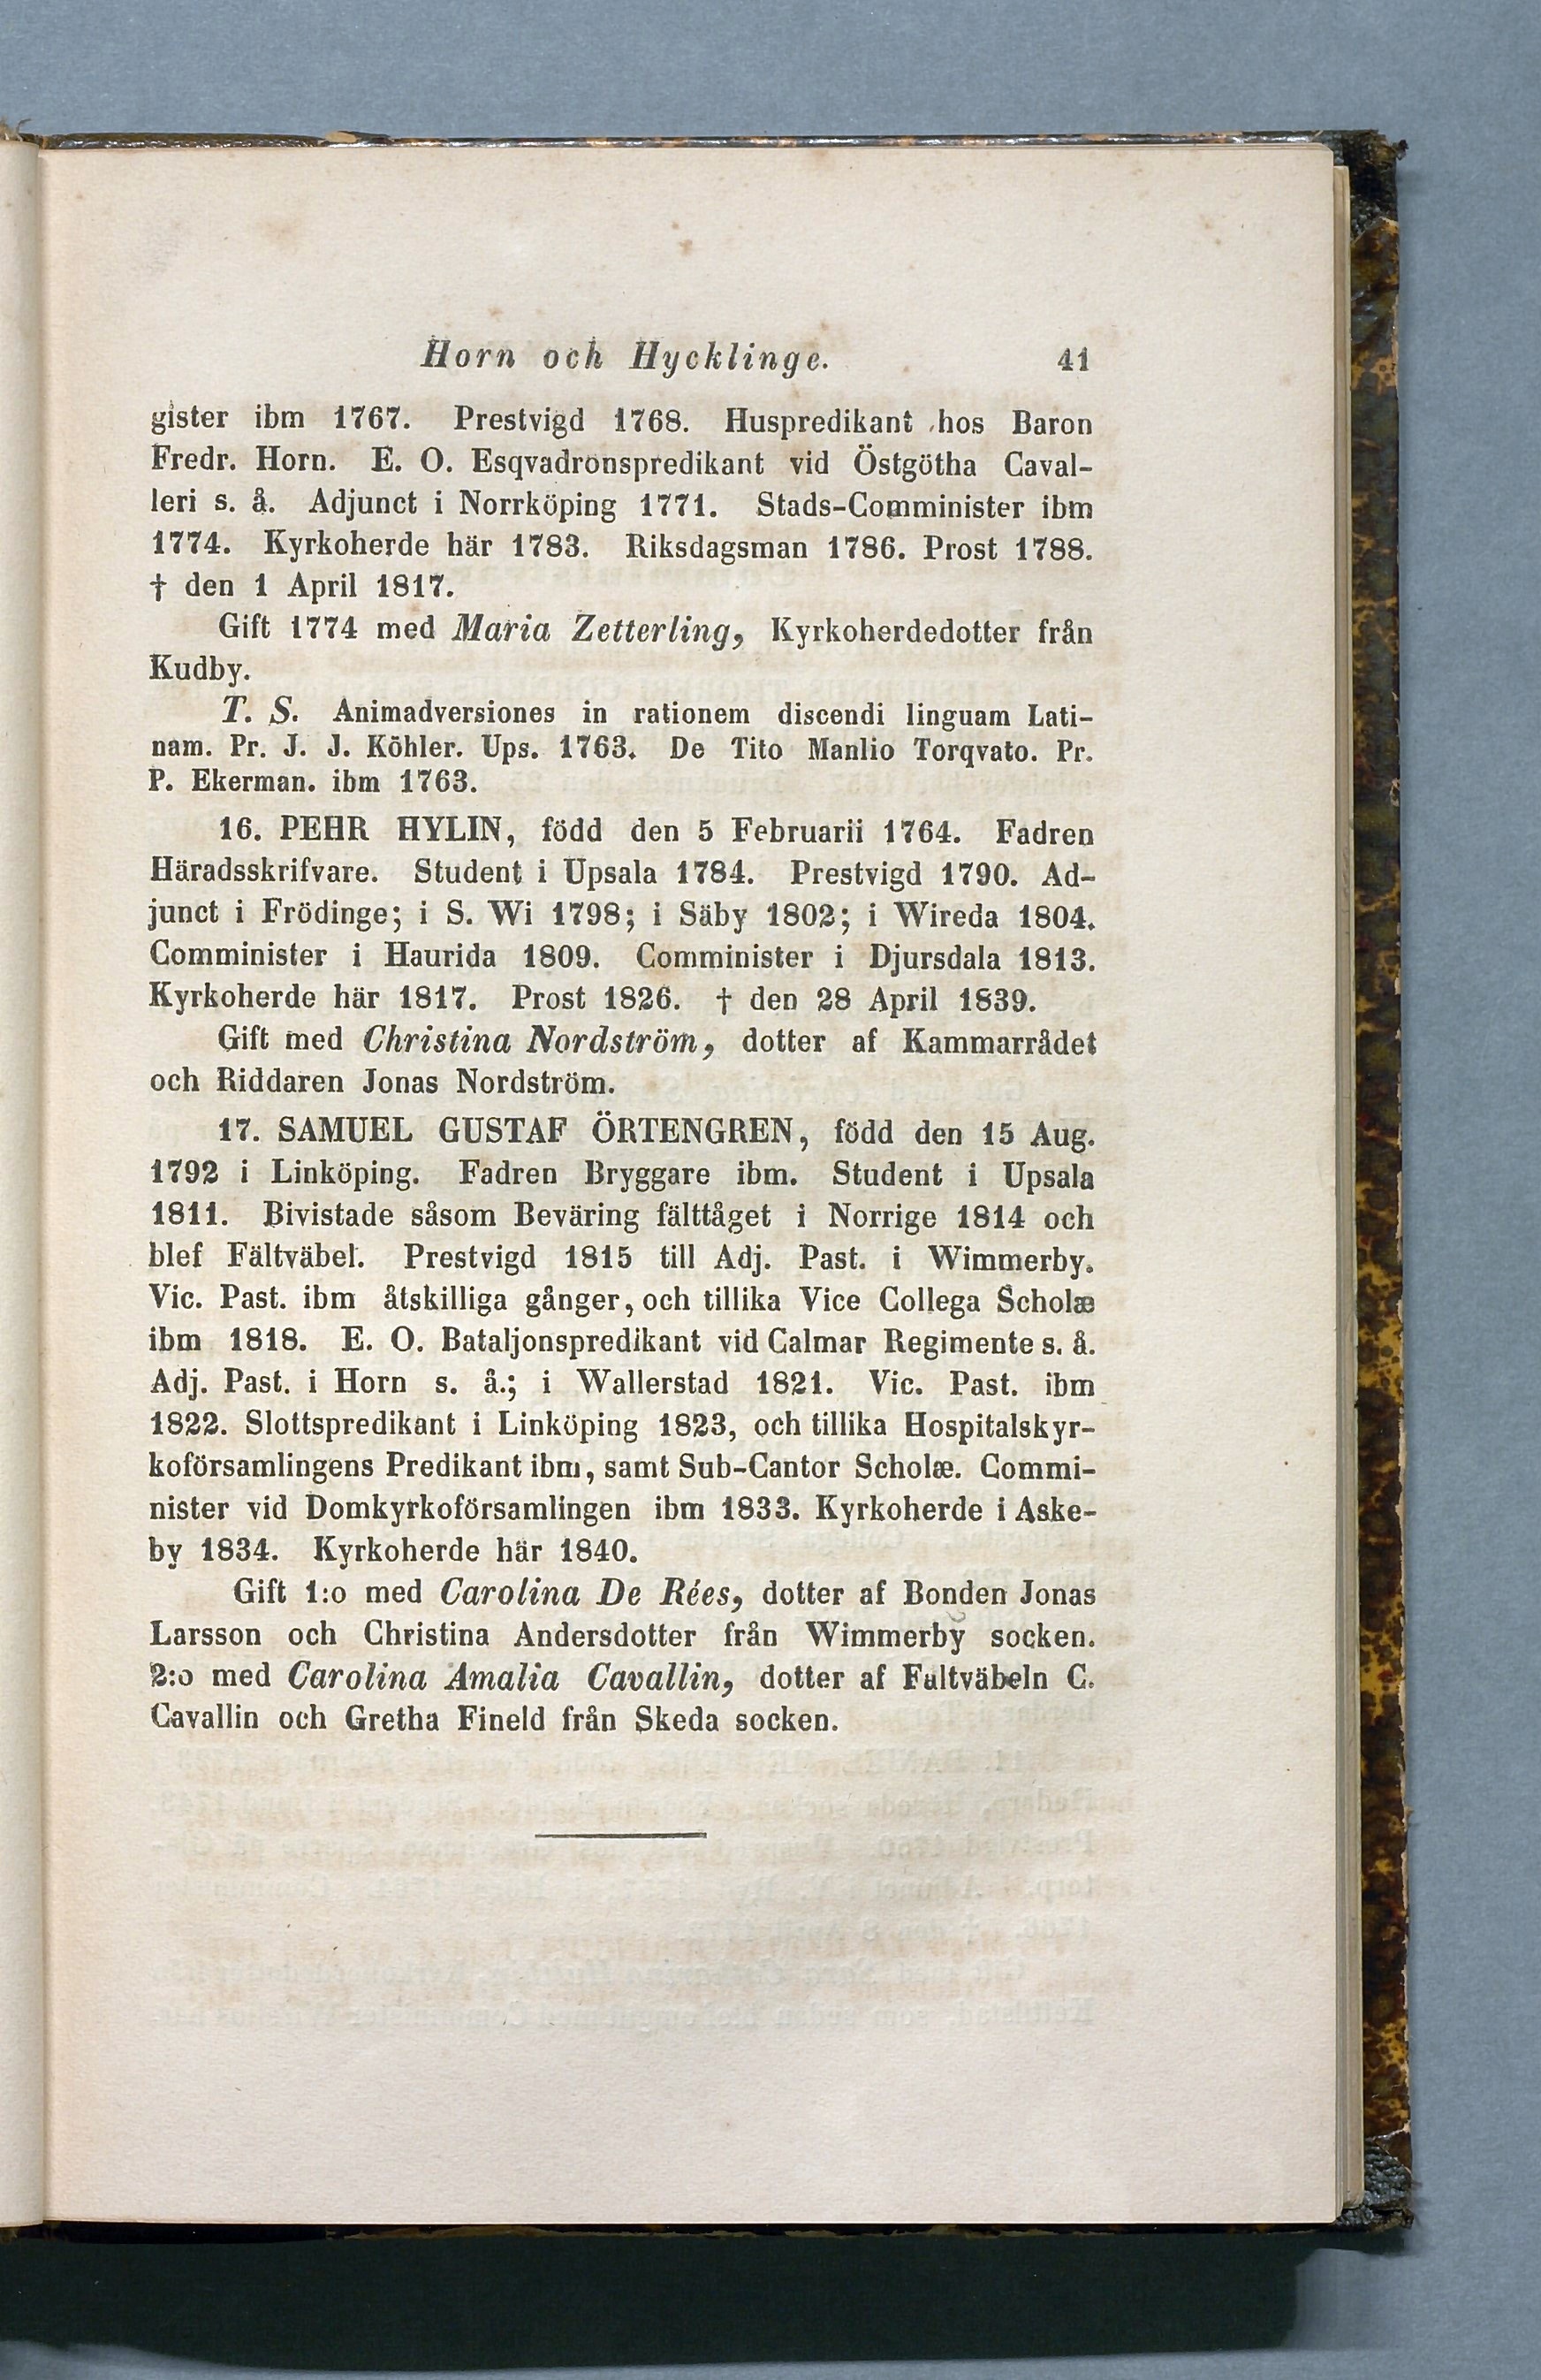 Horn och Hycklinge. 41
gister ibm 1767. Prestvigd 1768. Huspredikant hos Baron
Fredr. Horn. E. O. Esqvadronspredikant vid Östgötha Caval-
leri s. å. Adjunct i Norrköping 1771. Stads-Comminister ibm
1774. Kyrkoherde här 1783. Riksdagsman 1786. Prost 1788.
† den 1 April 1817.
Gift 1774 med Maria Zetterling, Kyrkoherdedotter från
Kudby.
T. S. Animadversiones in rationem discendi linguam Lati-
nam. Pr. J. J. Köhler. Ups. 1763. De Tito Manlio Torqvato. Pr.
P. Ekerman. ibm 1763.
16. PEHR HYLIN, född den 5 Februarii 1764. Fadren
Häradsskrifvare. Student i Upsala 1784. Prestvigd 1790. Ad-
junct i Frödinge; i S. Wi 1798; i Säby 1802; i Wireda 1804.
Comminister i Haurida 1809. Comminister i Djursdala 1813.
Kyrkoherde här 1817. Prost 1826. † den 28 April 1839.
Gift med Christina Nordström, dotter af Kammarrådet
och Riddaren Jonas Nordström.
17. SAMUEL GUSTAF ÖRTENGREN, född den 15 Aug.
1792 i Linköping. Fadren Bryggare ibm. Student i Upsala
1811. Bivistade såsom Beväring fälttåget i Norrige 1814 och
blef Fältväbel. Prestvigd 1815 till Adj. Past. i Wimmerby.
Vic. Past. ibm åtskilliga gånger, och tillika Vice Collega Scholæ
ibm 1818. E. O. Bataljonspredikant vid Calmar Regimente s. å.
Adj. Past. i Horn s. å.; i Wallerstad 1821. Vic. Past. ibm
1822. Slottspredikant i Linköping 1823, och tillika Hospitalskyr-
koförsamlingens Predikant ibm, samt Sub-Cantor Scholæ. Commi-
nister vid Domkyrkoförsamlingen ibm 1833. Kyrkoherde i Aske-
by 1834. Kyrkoherde här 1840.
Gift 1:o med Carolina De Rées, dotter af Bonden Jonas
Larsson och Christina Andersdotter från Wimmerby socken.
2:o med Carolina Amalia Cavallin, dotter af Fältväbeln C.
Cavallin och Gretha Fineld från Skeda socken.